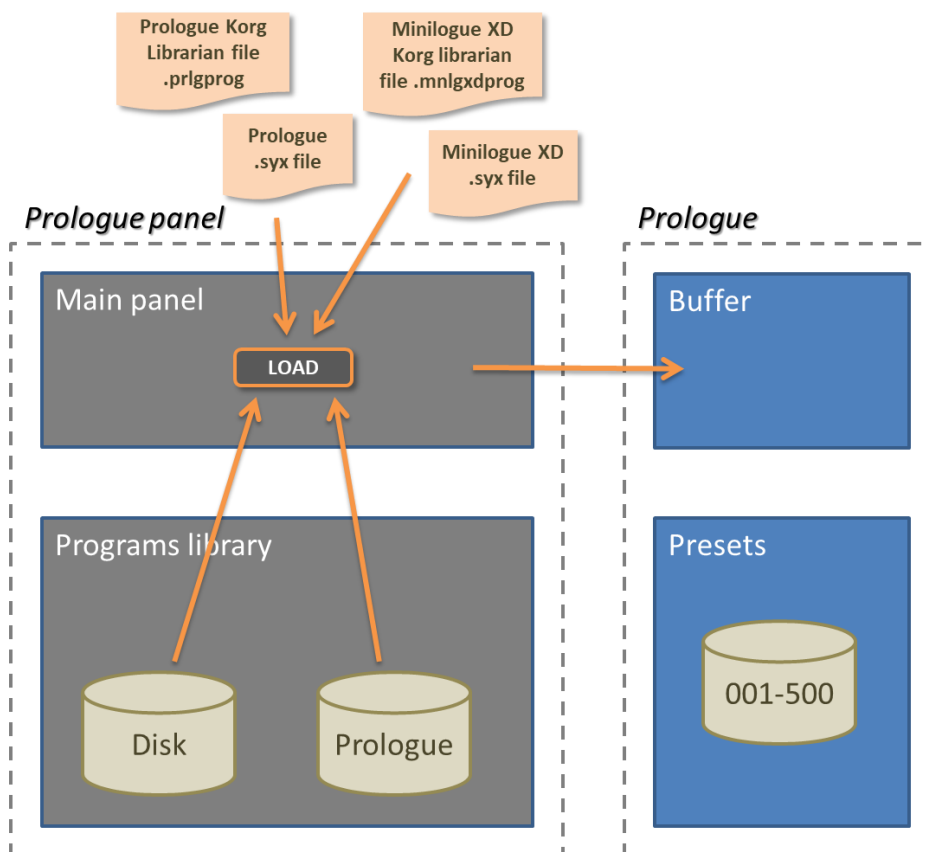 Prologue Korg
Librarian file
.prlgprog
Minilogue XD
Korg librarian
file .mnlgxdprog
Prologue
.syx file
Minilogue XD
.syx file
Prologue panel
Prologue
Main panel
LOAD
Buffer
Programs library
Disk
Prologue
Presets
001-500